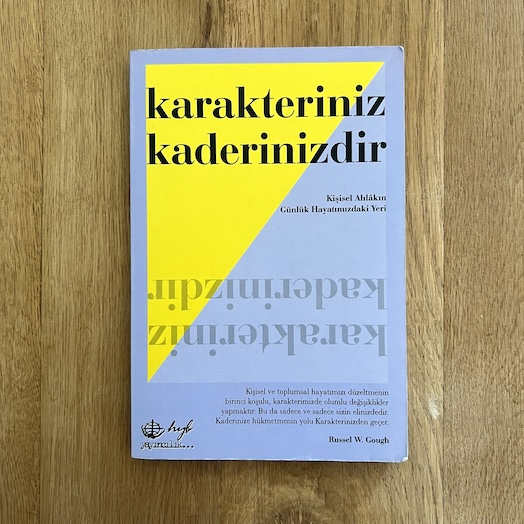 karakteriniz
kaderinizdir
Kişisel Ahlâkın
Günlük Hayatımızdaki Yeri
kaderinizdir
karakteriniz
Kişisel ve toplumsal hayatımızı düzeltmenin
birinci koşulu, karakterimizde olumlu değişiklikler
yapmaktır. Bu da sadece ve sadece sizin elinizdedir.
Kaderinize hükmetmenin yolu Karakterinizden geçer.
Russel W. Gough
hyb
yayıncılık...